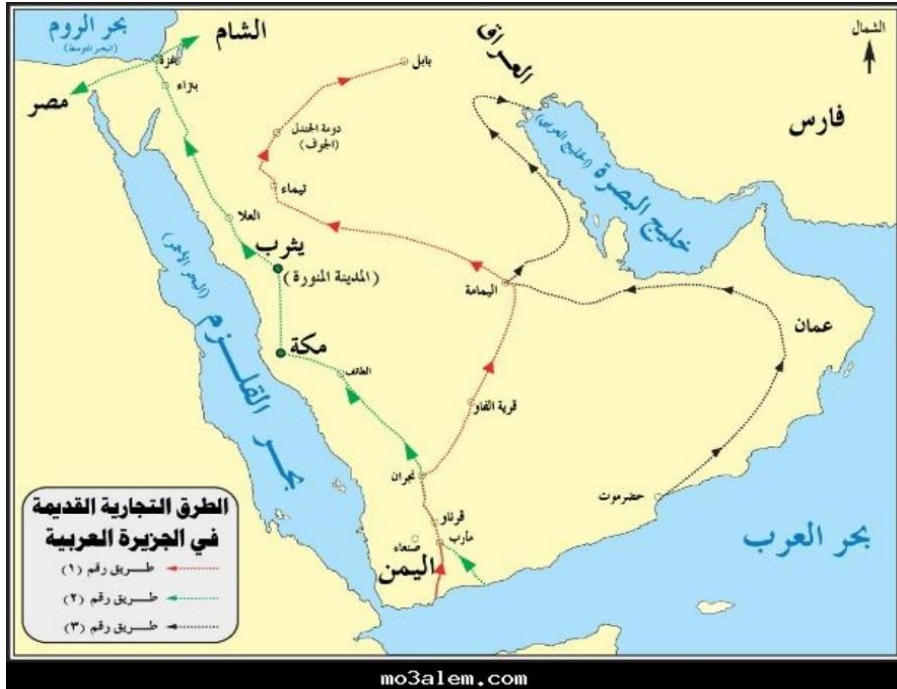 بحر الروم
(البحر المتوسط)
الشام
غزة
بتراء
مصر
العراق
بابل
الشمال
فارس
دومة الجندل
(الجوف)
تيماء
خليج البصرة
(الخليج العربي)
العلا
يثرب
(المدينة المنورة)
اليمامة
عمان
بحر القلزم
(البحر الأحمر)
مكة
الطائف
قرية الفاو
نجران
حضرموت
قرناو
مأرب
صنعاء
اليمن
بحر العرب
الطرق التجارية القديمة
في الجزيرة العربية
طريق رقم (١)
طريق رقم (٢)
طريق رقم (٣)
mo3alem.com